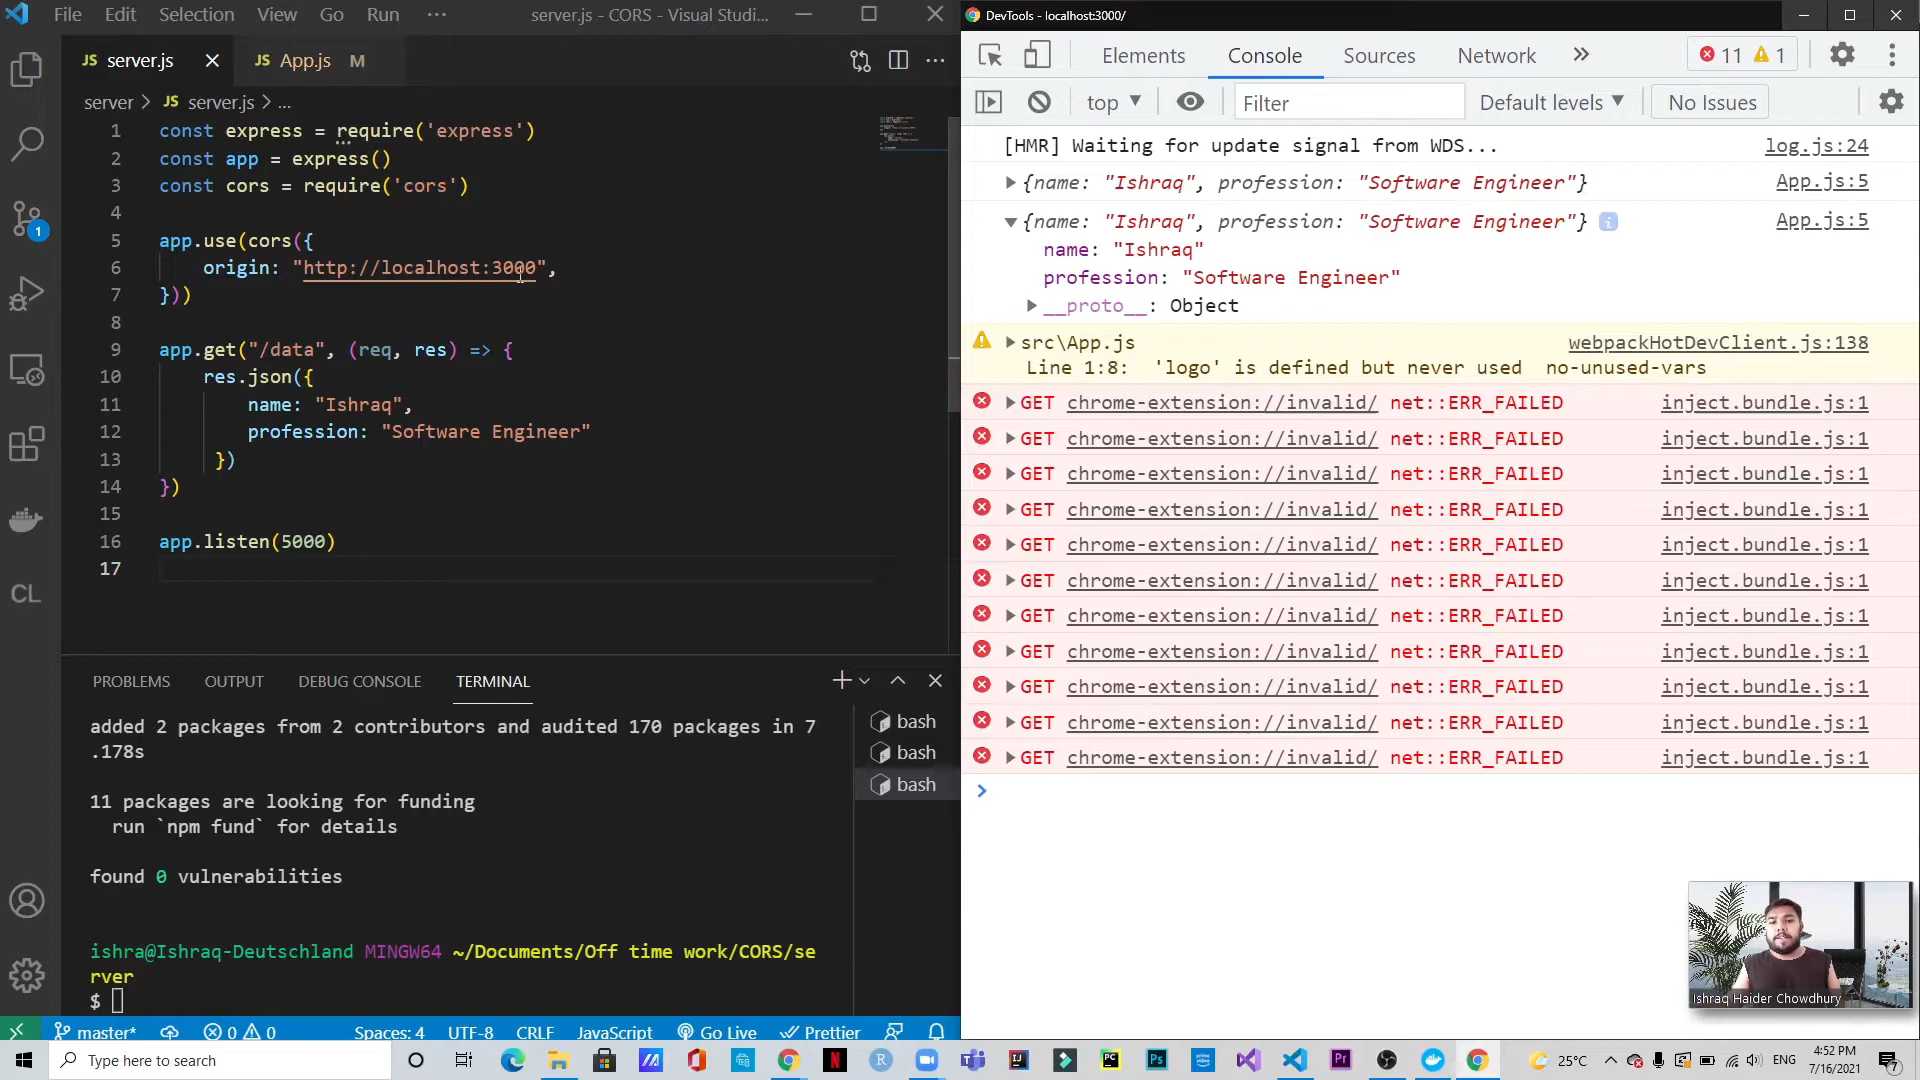 File Edit Selection View Go Run ··· server.js - CORS - Visual Studi...
JS server.js JS App.js M
server > JS server.js > ...
1 const express = require('express')
2 const app = express()
3 const cors = require('cors')
4
5 app.use(cors({
6 origin: "http://localhost:3000",
7 }))
8
9 app.get("/data", (req, res) => {
10 res.json({
11 name: "Ishraq",
12 profession: "Software Engineer"
13 })
14 })
15
16 app.listen(5000)
17
1
CL
PROBLEMS OUTPUT DEBUG CONSOLE TERMINAL
added 2 packages from 2 contributors and audited 170 packages in 7
.178s
11 packages are looking for funding
run `npm fund` for details
found 0 vulnerabilities
ishra@Ishraq-Deutschland MINGW64 ~/Documents/Off time work/CORS/se
rver
$
bash
bash
bash
master* 0 0 Spaces: 4 UTF-8 CRLF JavaScript Go Live Prettier
DevTools - localhost:3000/
Elements Console Sources Network » 11 1
top Filter Default levels No Issues
[HMR] Waiting for update signal from WDS... log.js:24
{name: "Ishraq", profession: "Software Engineer"} App.js:5
{name: "Ishraq", profession: "Software Engineer"} i App.js:5
name: "Ishraq"
profession: "Software Engineer"
__proto__: Object
src\App.js webpackHotDevClient.js:138
Line 1:8: 'logo' is defined but never used no-unused-vars
GET chrome-extension://invalid/ net::ERR_FAILED inject.bundle.js:1
GET chrome-extension://invalid/ net::ERR_FAILED inject.bundle.js:1
GET chrome-extension://invalid/ net::ERR_FAILED inject.bundle.js:1
GET chrome-extension://invalid/ net::ERR_FAILED inject.bundle.js:1
GET chrome-extension://invalid/ net::ERR_FAILED inject.bundle.js:1
GET chrome-extension://invalid/ net::ERR_FAILED inject.bundle.js:1
GET chrome-extension://invalid/ net::ERR_FAILED inject.bundle.js:1
GET chrome-extension://invalid/ net::ERR_FAILED inject.bundle.js:1
GET chrome-extension://invalid/ net::ERR_FAILED inject.bundle.js:1
GET chrome-extension://invalid/ net::ERR_FAILED inject.bundle.js:1
GET chrome-extension://invalid/ net::ERR_FAILED inject.bundle.js:1
>
Ishraq Haider Chowdhury
Type here to search
N R IJ PC Ps Pr
25°C ENG 4:52 PM
7/16/2021
7